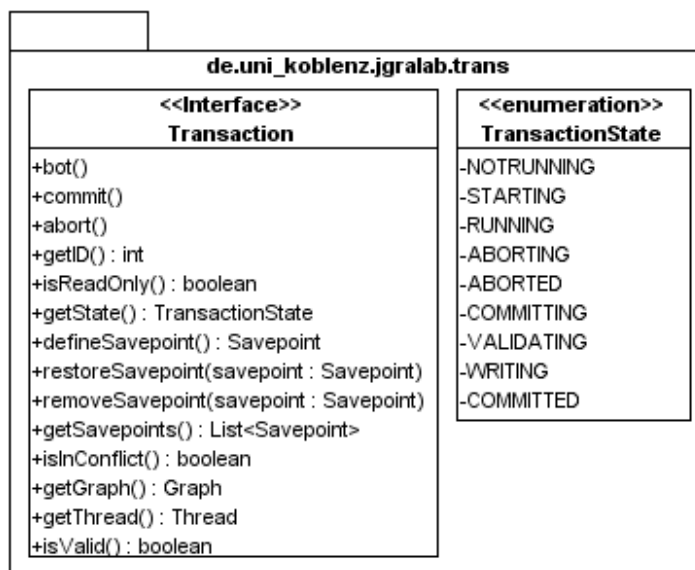 de.uni_koblenz.jgralab.trans
<<Interface>>
Transaction
+bot()
+commit()
+abort()
+getID() : int
+isReadOnly() : boolean
+getState() : TransactionState
+defineSavepoint() : Savepoint
+restoreSavepoint(savepoint : Savepoint)
+removeSavepoint(savepoint : Savepoint)
+getSavepoints() : List<Savepoint>
+isInConflict() : boolean
+getGraph() : Graph
+getThread() : Thread
+isValid() : boolean
<<enumeration>>
TransactionState
-NOTRUNNING
-STARTING
-RUNNING
-ABORTING
-ABORTED
-COMMITTING
-VALIDATING
-WRITING
-COMMITTED